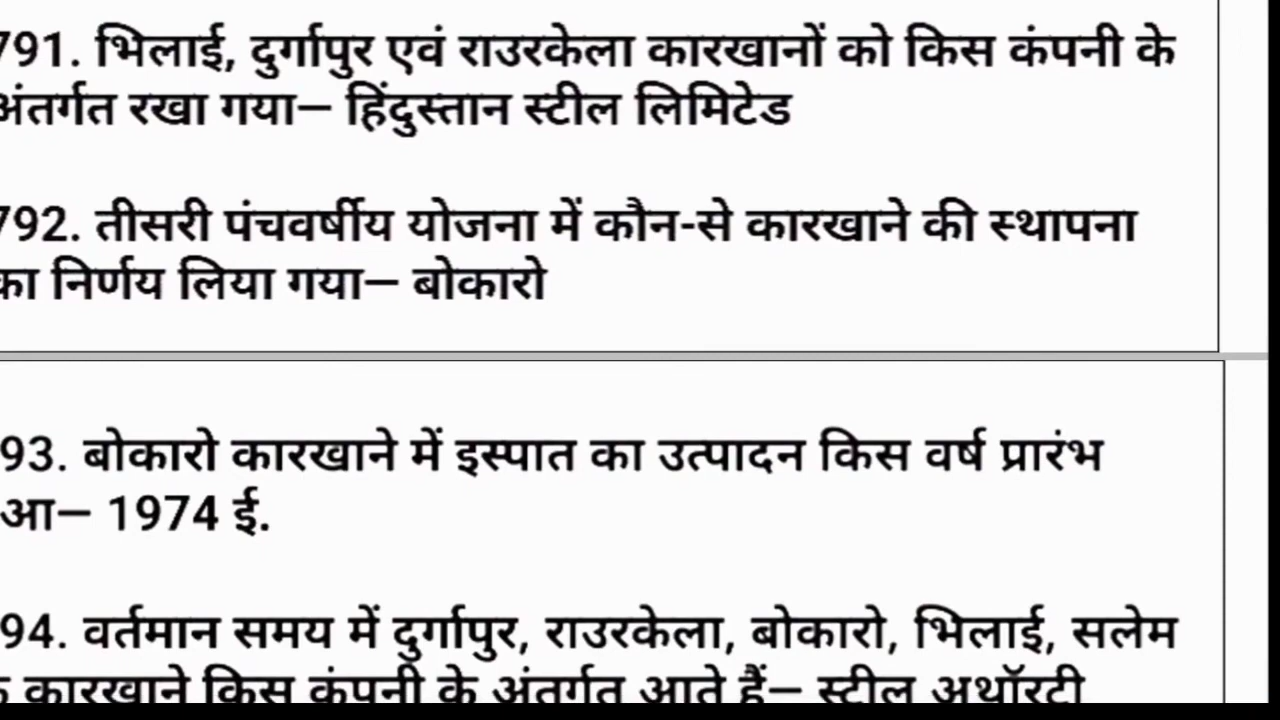 791. भिलाई, दुर्गापुर एवं राउरकेला कारखानों को किस कंपनी के
अंतर्गत रखा गया— हिंदुस्तान स्टील लिमिटेड
792. तीसरी पंचवर्षीय योजना में कौन-से कारखाने की स्थापना
का निर्णय लिया गया— बोकारो
93. बोकारो कारखाने में इस्पात का उत्पादन किस वर्ष प्रारंभ
आ— 1974 ई.
94. वर्तमान समय में दुर्गापुर, राउरकेला, बोकारो, भिलाई, सलेम
कारखाने किस कंपनी के अंतर्गत आते हैं— स्टील अथॉरटी